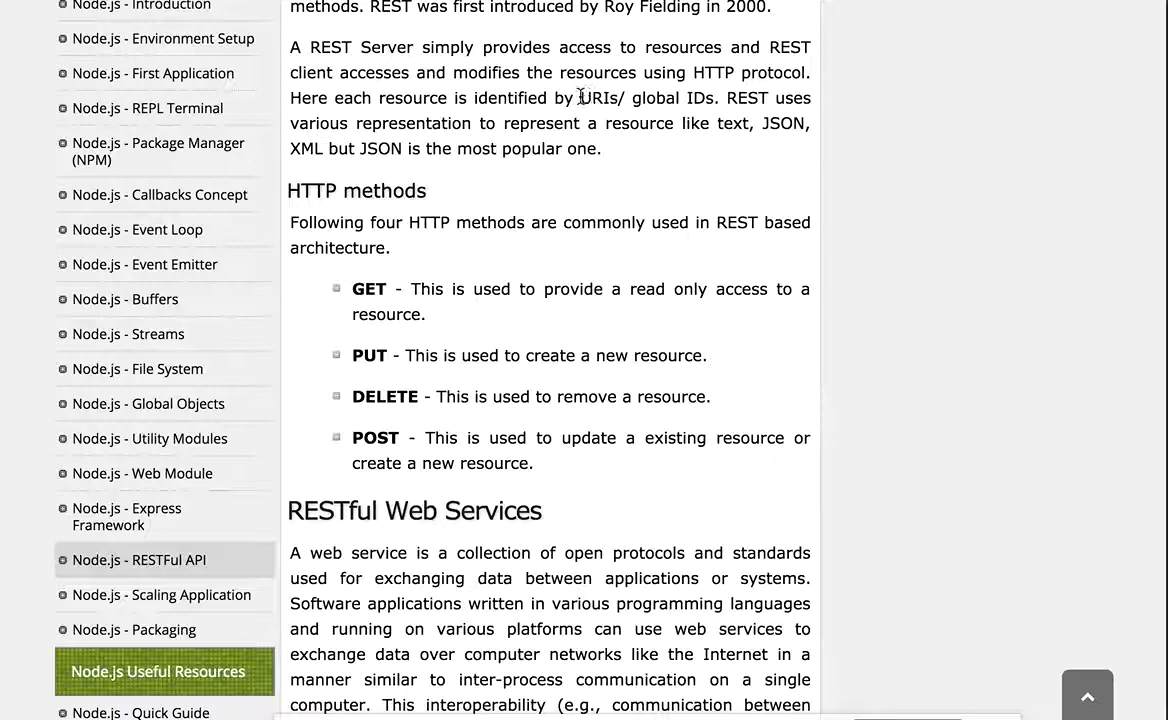 Node.js - Introduction
Node.js - Environment Setup
Node.js - First Application
Node.js - REPL Terminal
Node.js - Package Manager
(NPM)
Node.js - Callbacks Concept
Node.js - Event Loop
Node.js - Event Emitter
Node.js - Buffers
Node.js - Streams
Node.js - File System
Node.js - Global Objects
Node.js - Utility Modules
Node.js - Web Module
Node.js - Express
Framework
Node.js - RESTFul API
Node.js - Scaling Application
Node.js - Packaging
Node.js Useful Resources
Node.js - Quick Guide
methods. REST was first introduced by Roy Fielding in 2000.
A REST Server simply provides access to resources and REST
client accesses and modifies the resources using HTTP protocol.
Here each resource is identified by URIs/ global IDs. REST uses
various representation to represent a resource like text, JSON,
XML but JSON is the most popular one.
HTTP methods
Following four HTTP methods are commonly used in REST based
architecture.
GET - This is used to provide a read only access to a
resource.
PUT - This is used to create a new resource.
DELETE - This is used to remove a resource.
POST - This is used to update a existing resource or
create a new resource.
RESTful Web Services
A web service is a collection of open protocols and standards
used for exchanging data between applications or systems.
Software applications written in various programming languages
and running on various platforms can use web services to
exchange data over computer networks like the Internet in a
manner similar to inter-process communication on a single
computer. This interoperability (e.g., communication between